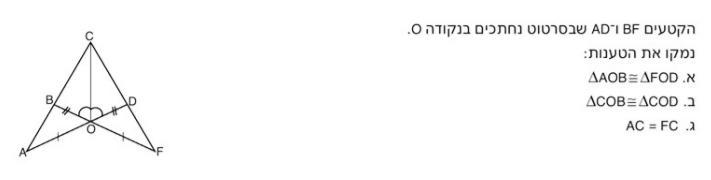 הקטעים BF ו־AD שבסרטוט נחתכים בנקודה O.
נמקו את הטענות:
א. ΔAOB≅ΔFOD
ב. ΔCOB≅ΔCOD
ג. AC = FC
C
B D
O
A F